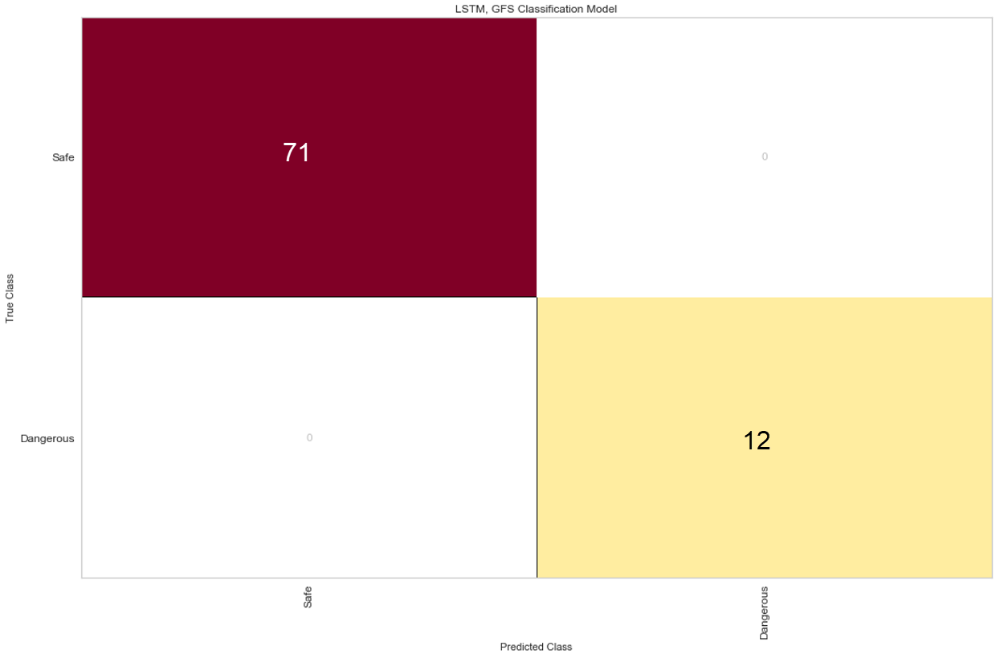 LSTM, GFS Classification Model
Safe
71
0
True Class
Dangerous
0
12
Safe
Dangerous
Predicted Class